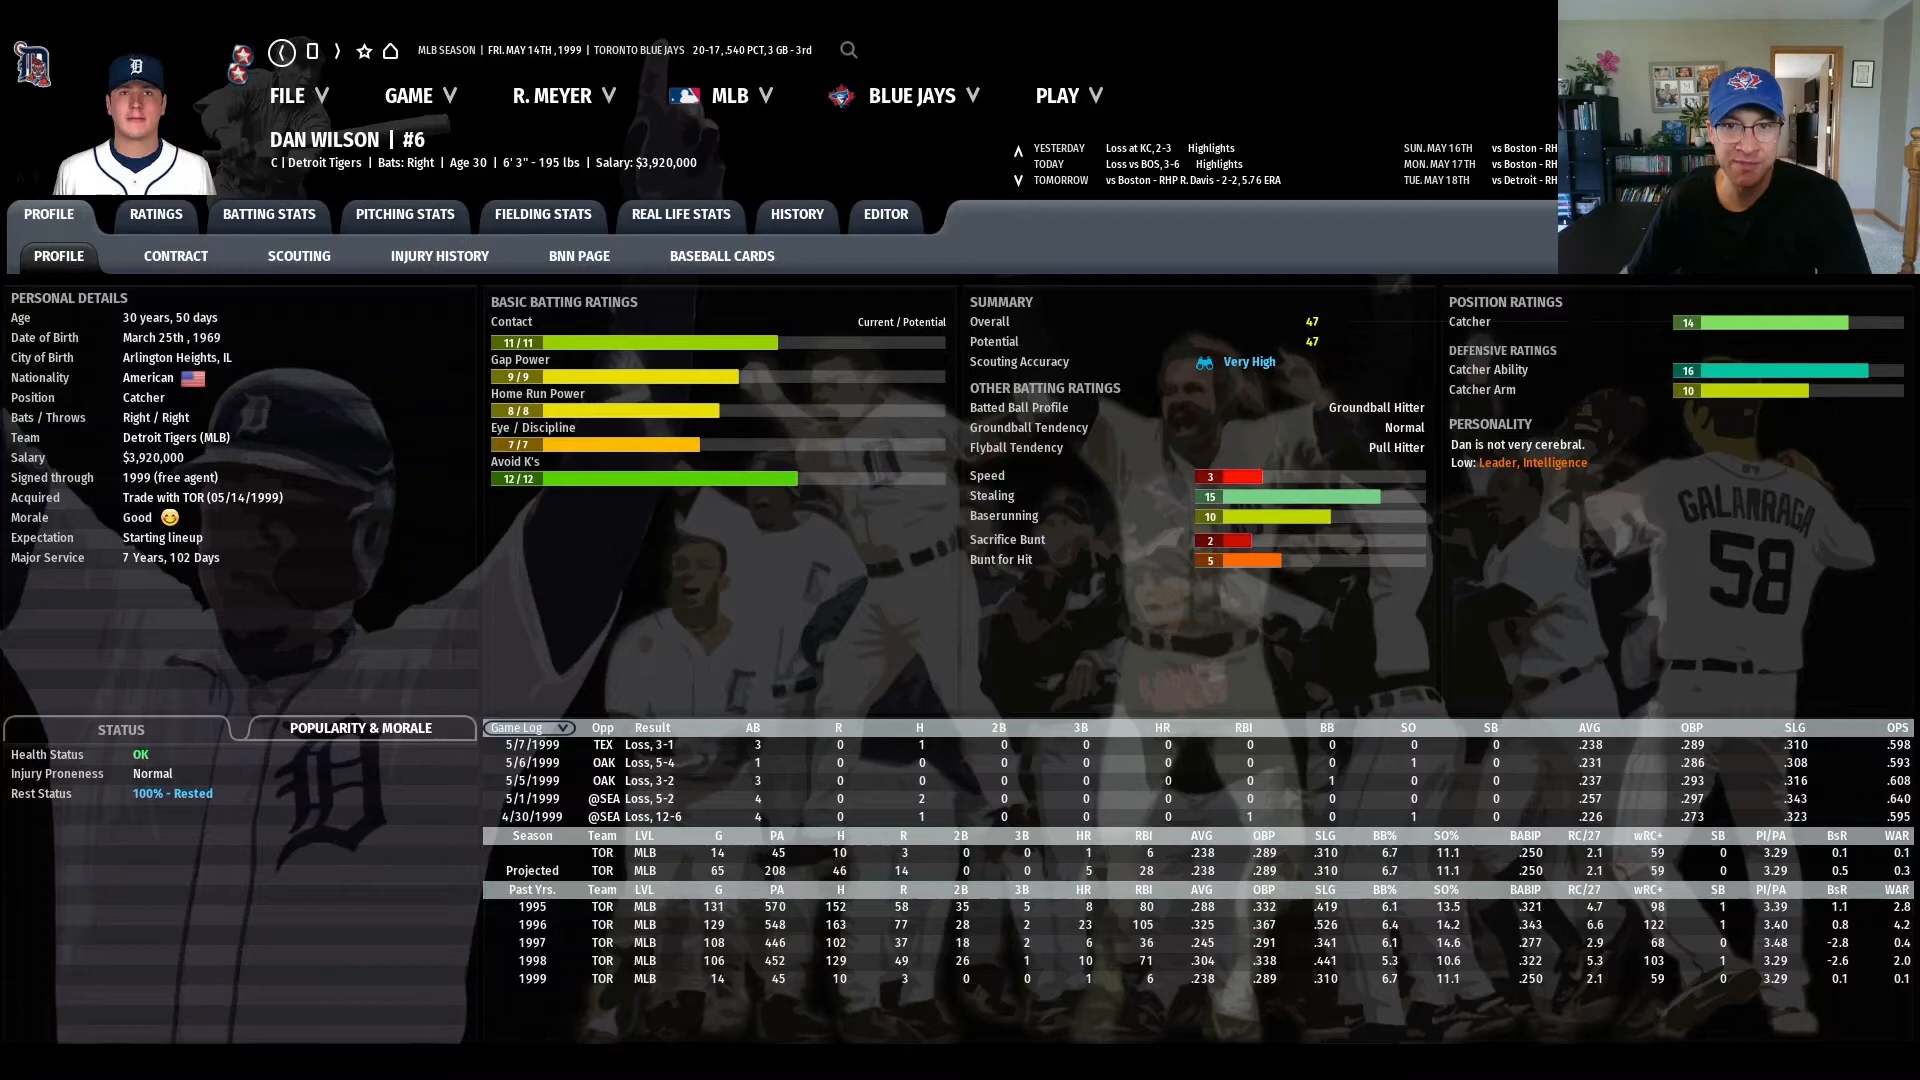 MLB SEASON | FRI. MAY 14TH , 1999 | TORONTO BLUE JAYS 20-17, .540 PCT, 3 GB - 3rd
FILE GAME R. MEYER MLB BLUE JAYS PLAY
DAN WILSON | #6
C | Detroit Tigers | Bats: Right | Age 30 | 6' 3" - 195 lbs | Salary: $3,920,000
YESTERDAY Loss at KC, 2-3 Highlights SUN. MAY 16TH vs Boston - RH
TODAY Loss vs BOS, 3-6 Highlights MON. MAY 17TH vs Boston - RH
TOMORROW vs Boston - RHP R. Davis - 2-2, 5.76 ERA TUE. MAY 18TH vs Detroit - RH
PROFILE RATINGS BATTING STATS PITCHING STATS FIELDING STATS REAL LIFE STATS HISTORY EDITOR
PROFILE CONTRACT SCOUTING INJURY HISTORY BNN PAGE BASEBALL CARDS
PERSONAL DETAILS
Age 30 years, 50 days
Date of Birth March 25th , 1969
City of Birth Arlington Heights, IL
Nationality American
Position Catcher
Bats / Throws Right / Right
Team Detroit Tigers (MLB)
Salary $3,920,000
Signed through 1999 (free agent)
Acquired Trade with TOR (05/14/1999)
Morale Good
Expectation Starting lineup
Major Service 7 Years, 102 Days
BASIC BATTING RATINGS
Contact Current / Potential
11 / 11
Gap Power
9 / 9
Home Run Power
8 / 8
Eye / Discipline
7 / 7
Avoid K's
12 / 12
SUMMARY
Overall 47
Potential 47
Scouting Accuracy Very High
OTHER BATTING RATINGS
Batted Ball Profile Groundball Hitter
Groundball Tendency Normal
Flyball Tendency Pull Hitter
Speed 3
Stealing 15
Baserunning 10
Sacrifice Bunt 2
Bunt for Hit 5
POSITION RATINGS
Catcher 14
DEFENSIVE RATINGS
Catcher Ability 16
Catcher Arm 10
PERSONALITY
Dan is not very cerebral.
Low: Leader, Intelligence
GALARRAGA
58
STATUS POPULARITY & MORALE
Health Status OK
Injury Proneness Normal
Rest Status 100% - Rested
Game Log Opp Result AB R H 2B 3B HR RBI BB SO SB AVG OBP SLG OPS
5/7/1999 TEX Loss, 3-1 3 0 1 0 0 0 0 0 0 0 .238 .289 .310 .598
5/6/1999 OAK Loss, 5-4 1 0 0 0 0 0 0 0 1 0 .231 .286 .308 .593
5/5/1999 OAK Loss, 3-2 3 0 0 0 0 0 0 1 0 0 .237 .293 .316 .608
5/1/1999 @SEA Loss, 5-2 4 0 2 0 0 0 0 0 0 0 .257 .297 .343 .640
4/30/1999 @SEA Loss, 12-6 4 0 1 0 0 0 1 0 1 0 .226 .273 .323 .595
Season Team LVL G PA H R 2B 3B HR RBI AVG OBP SLG BB% SO% BABIP RC/27 wRC+ SB PI/PA BsR WAR
TOR MLB 14 45 10 3 0 0 1 6 .238 .289 .310 6.7 11.1 .250 2.1 59 0 3.29 0.1 0.1
Projected TOR MLB 65 208 46 14 0 0 5 28 .238 .289 .310 6.7 11.1 .250 2.1 59 0 3.29 0.5 0.3
Past Yrs. Team LVL G PA H R 2B 3B HR RBI AVG OBP SLG BB% SO% BABIP RC/27 wRC+ SB PI/PA BsR WAR
1995 TOR MLB 131 570 152 58 35 5 8 80 .288 .332 .419 6.1 13.5 .321 4.7 98 1 3.39 1.1 2.8
1996 TOR MLB 129 548 163 77 28 2 23 105 .325 .367 .526 6.4 14.2 .343 6.6 122 1 3.40 0.8 4.2
1997 TOR MLB 108 446 102 37 18 2 6 36 .245 .291 .341 6.1 14.6 .277 2.9 68 0 3.48 -2.8 0.4
1998 TOR MLB 106 452 129 49 26 1 10 71 .304 .338 .441 5.3 10.6 .322 5.3 103 1 3.29 -2.6 2.0
1999 TOR MLB 14 45 10 3 0 0 1 6 .238 .289 .310 6.7 11.1 .250 2.1 59 0 3.29 0.1 0.1